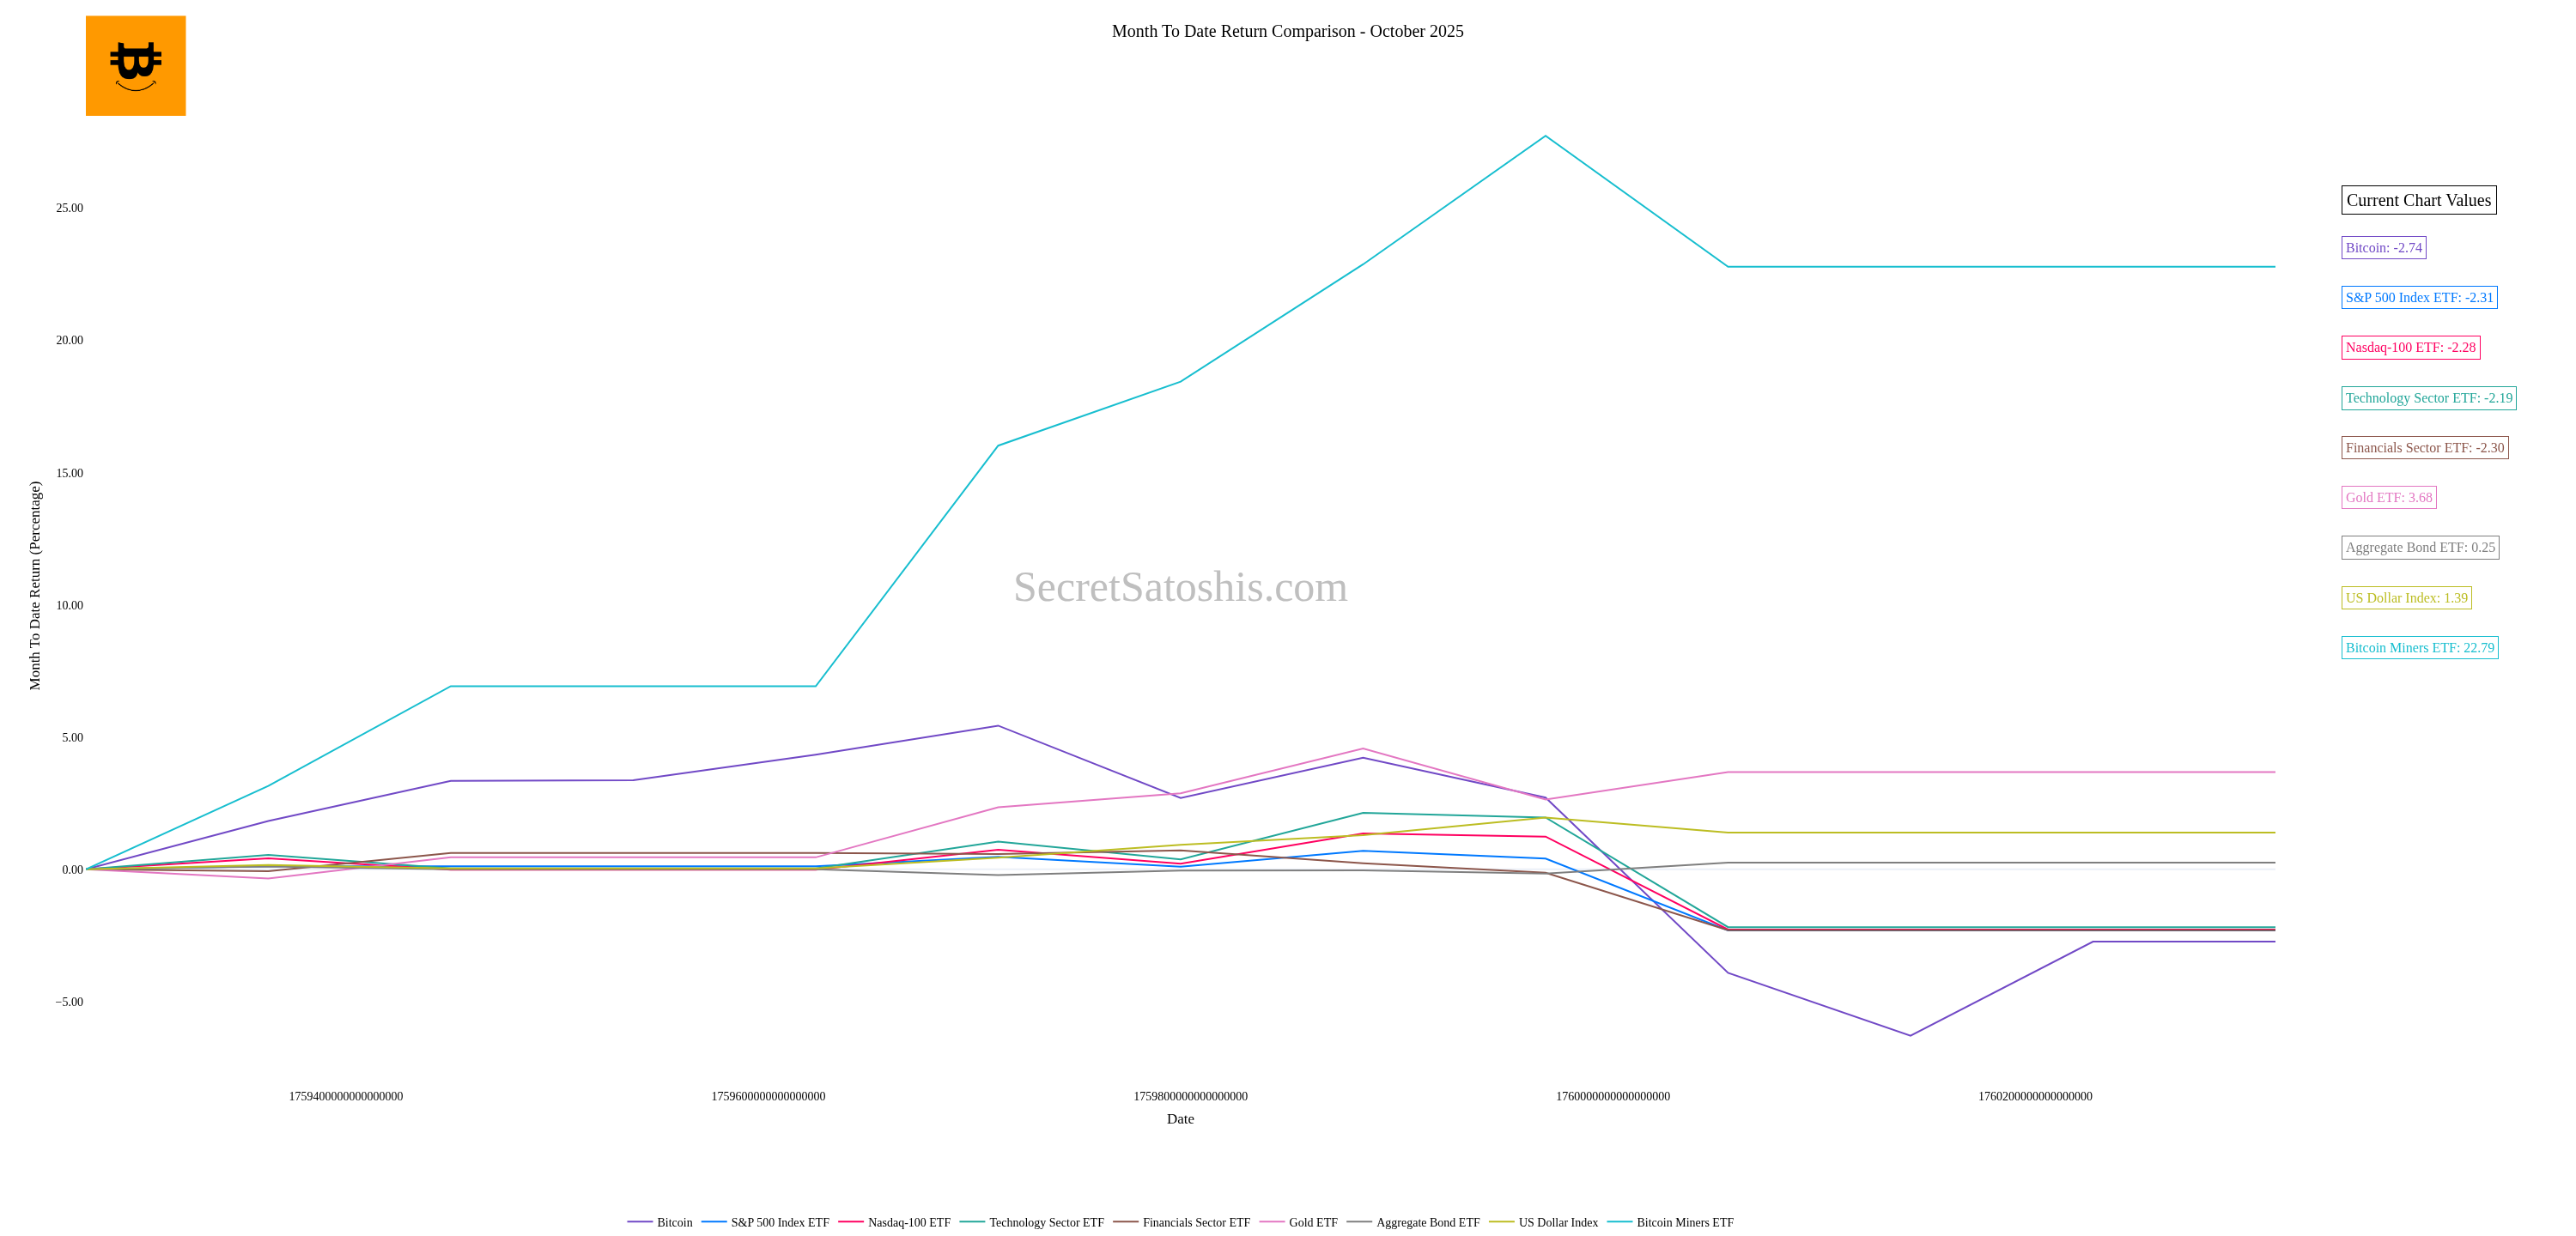 Month To Date Return Comparison - October 2025
25.00
20.00
15.00
10.00
5.00
0.00
−5.00
Month To Date Return (Percentage)
SecretSatoshis.com
Current Chart Values
Bitcoin: -2.74
S&P 500 Index ETF: -2.31
Nasdaq-100 ETF: -2.28
Technology Sector ETF: -2.19
Financials Sector ETF: -2.30
Gold ETF: 3.68
Aggregate Bond ETF: 0.25
US Dollar Index: 1.39
Bitcoin Miners ETF: 22.79
1759400000000000000 1759600000000000000 1759800000000000000 1760000000000000000 1760200000000000000
Date
Bitcoin S&P 500 Index ETF Nasdaq-100 ETF Technology Sector ETF Financials Sector ETF Gold ETF Aggregate Bond ETF US Dollar Index Bitcoin Miners ETF